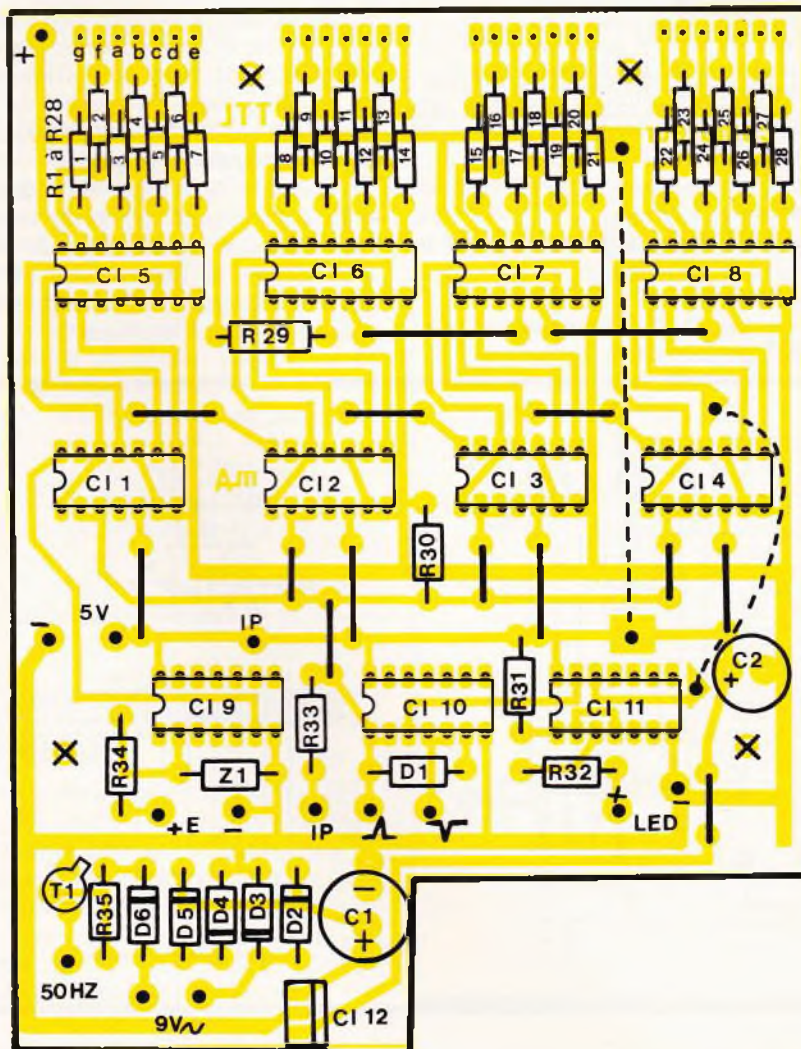 + g f a b c d e
R1 à R28
1 2 3 4 5 6 7
8 9 10 11 12 13 14
TTL
15 16 17 18 19 20 21
22 23 24 25 26 27 28
CI 5
CI 6
CI 7
CI 8
R 29
CI 1
CI 2
CI 3
CI 4
R30
- 5V
IP
C2
+
CI 9
R33
CI 10
R31
CI 11
R34
Z1
D1
R32
+E -
IP
+
LED -
T1
R35
D6
D5
D4
D3
D2
C1
-
+
50HZ
9V~
CI 12